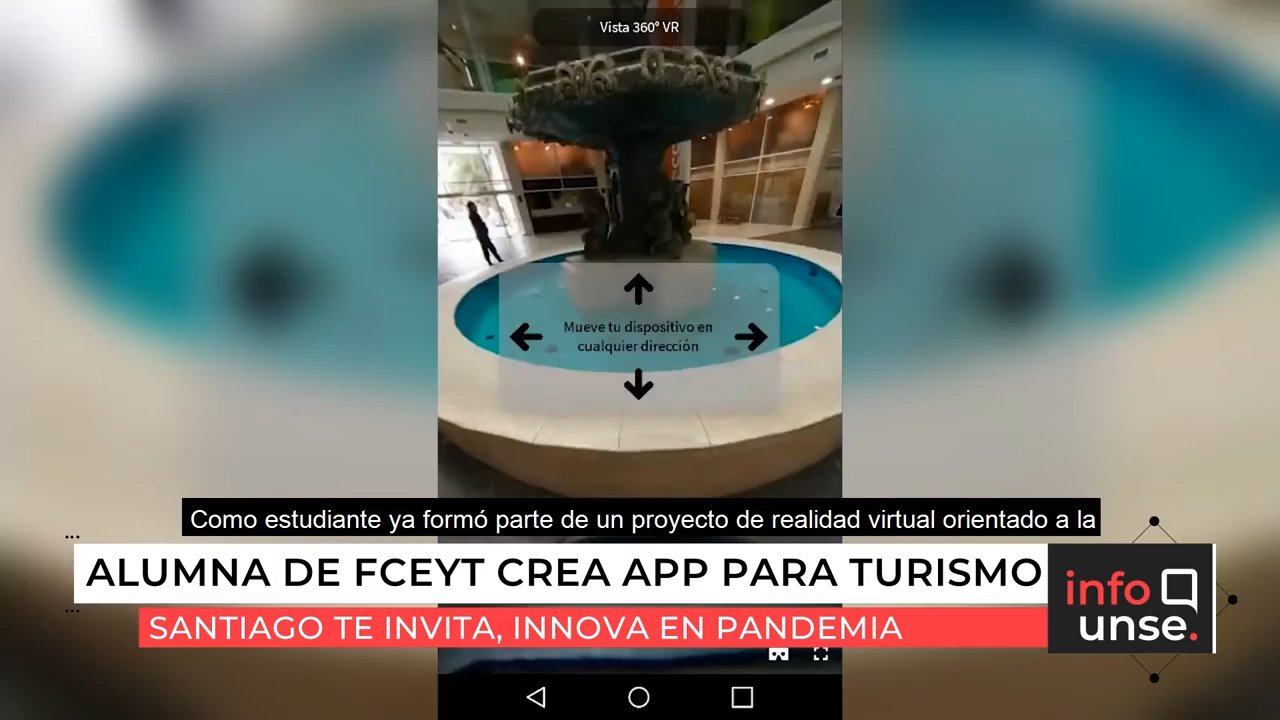 Vista 360° VR
Mueve tu dispositivo en
cualquier dirección
Como estudiante ya formó parte de un proyecto de realidad virtual orientado a la
ALUMNA DE FCEYT CREA APP PARA TURISMO
SANTIAGO TE INVITA, INNOVA EN PANDEMIA
info
unse.